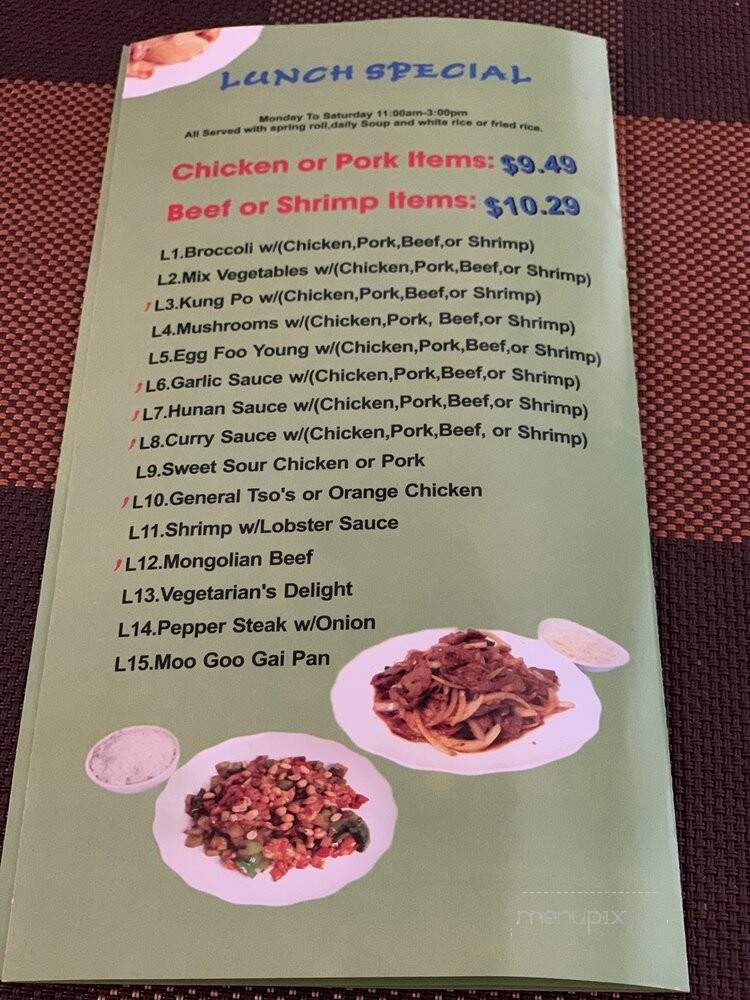 LUNCH SPECIAL
Monday To Saturday 11:00am-3:00pm
All Served with spring roll,daily Soup and white rice or fried rice.
Chicken or Pork Items: $9.49
Beef or Shrimp Items: $10.29
L1.Broccoli w/(Chicken,Pork,Beef,or Shrimp)
L2.Mix Vegetables w/(Chicken,Pork,Beef,or Shrimp)
L3.Kung Po w/(Chicken,Pork,Beef,or Shrimp)
L4.Mushrooms w/(Chicken,Pork, Beef,or Shrimp)
L5.Egg Foo Young w/(Chicken,Pork,Beef,or Shrimp)
L6.Garlic Sauce w/(Chicken,Pork,Beef,or Shrimp)
L7.Hunan Sauce w/(Chicken,Pork,Beef,or Shrimp)
L8.Curry Sauce w/(Chicken,Pork,Beef, or Shrimp)
L9.Sweet Sour Chicken or Pork
L10.General Tso's or Orange Chicken
L11.Shrimp w/Lobster Sauce
L12.Mongolian Beef
L13.Vegetarian's Delight
L14.Pepper Steak w/Onion
L15.Moo Goo Gai Pan
menupix